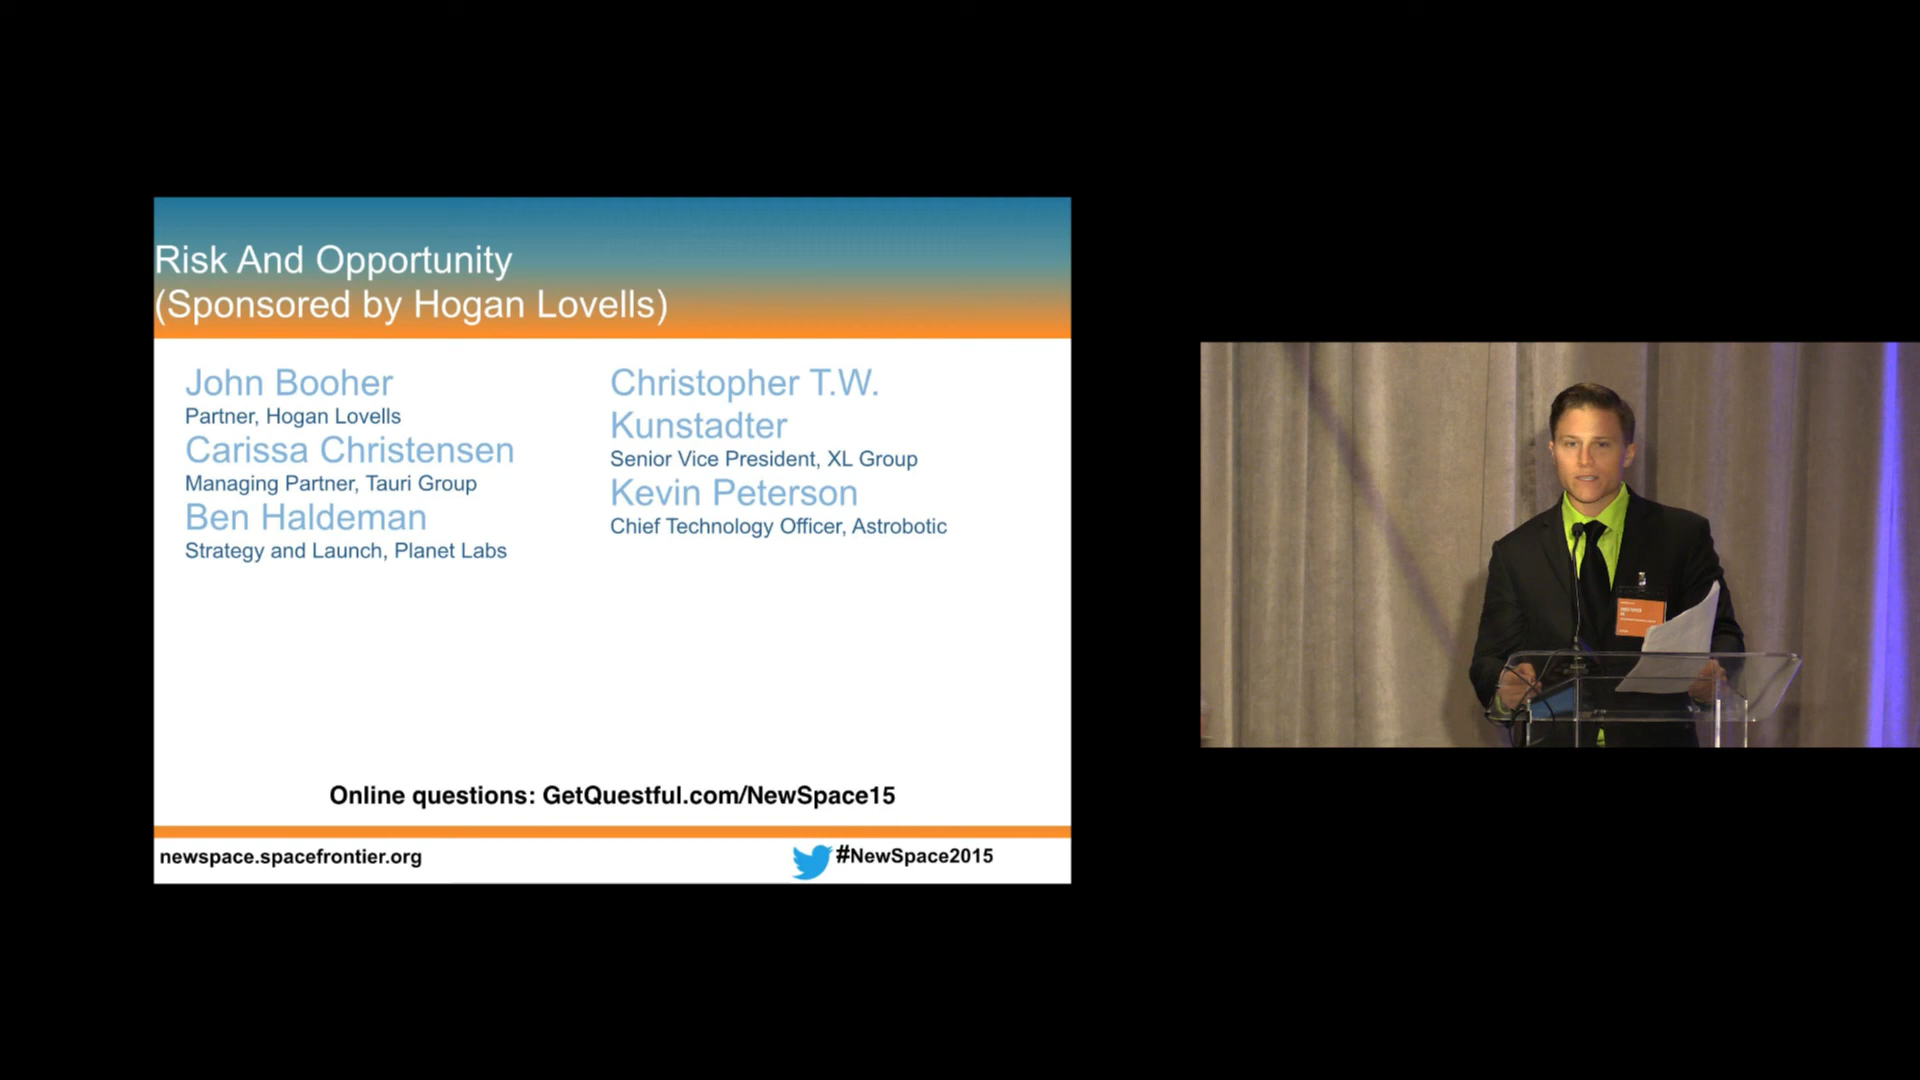 Risk And Opportunity
(Sponsored by Hogan Lovells)
John Booher
Partner, Hogan Lovells
Carissa Christensen
Managing Partner, Tauri Group
Ben Haldeman
Strategy and Launch, Planet Labs
Christopher T.W.
Kunstadter
Senior Vice President, XL Group
Kevin Peterson
Chief Technology Officer, Astrobotic
Online questions: GetQuestful.com/NewSpace15
newspace.spacefrontier.org
#NewSpace2015